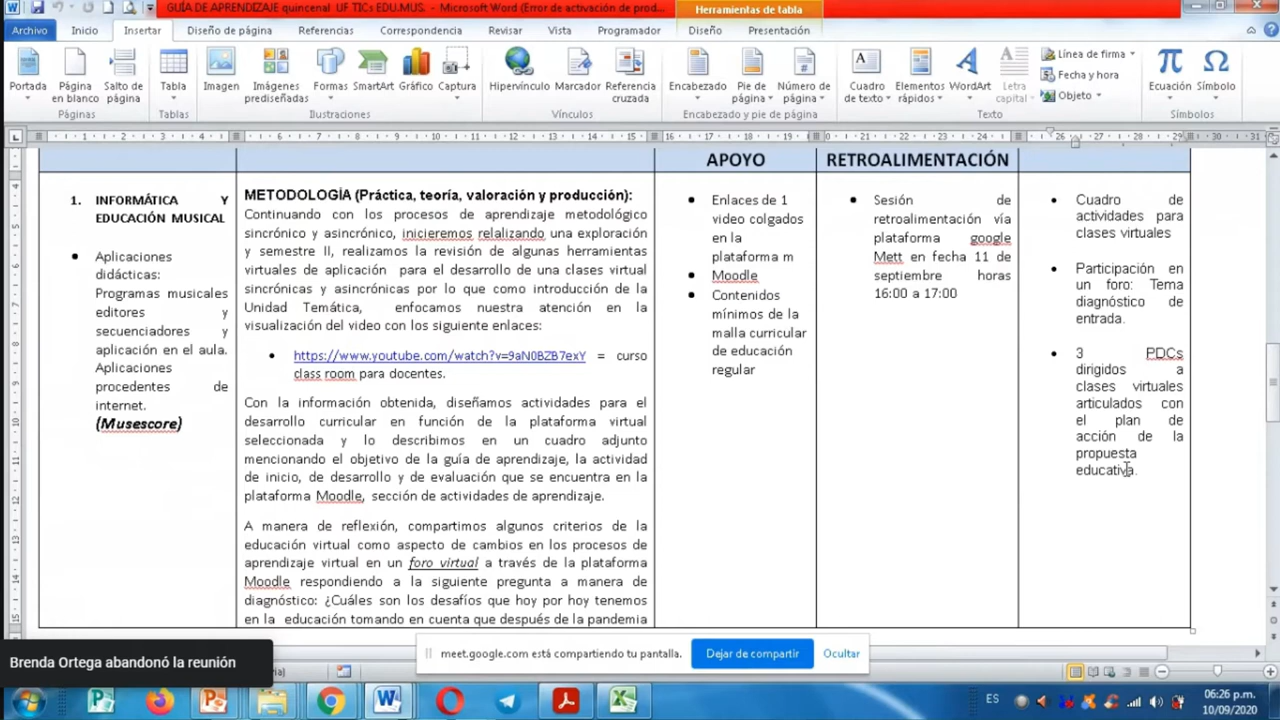 GUÍA DE APRENDIZAJE quincenal UF TICs EDU.MUS. - Microsoft Word (Error de activación de prod...
Herramientas de tabla
Archivo Inicio Insertar Diseño de página Referencias Correspondencia Revisar Vista Programador Diseño Presentación
Portada
Página en blanco
Salto de página
Páginas
Tabla
Tablas
Imagen
Imágenes prediseñadas
Formas
SmartArt
Gráfico
Captura
Ilustraciones
Hipervínculo
Marcador
Referencia cruzada
Vínculos
Encabezado
Pie de página
Número de página
Encabezado y pie de página
Cuadro de texto
Elementos rápidos
WordArt
Letra capital
Línea de firma
Fecha y hora
Objeto
Texto
Ecuación
Símbolo
Símbolos
APOYO
RETROALIMENTACIÓN
1. INFORMÁTICA Y
EDUCACIÓN MUSICAL
• Aplicaciones
didácticas:
Programas musicales
editores y
secuenciadores y
aplicación en el aula.
Aplicaciones
procedentes de
internet.
(Musescore)
METODOLOGÍA (Práctica, teoría, valoración y producción):
Continuando con los procesos de aprendizaje metodológico
sincrónico y asincrónico, inicieremos relalizando una exploración
y semestre II, realizamos la revisión de algunas herramientas
virtuales de aplicación para el desarrollo de una clases virtual
sincrónicas y asincrónicas por lo que como introducción de la
Unidad Temática, enfocamos nuestra atención en la
visualización del video con los siguiente enlaces:
• https://www.youtube.com/watch?v=9aN0BZB7exY = curso
class room para docentes.
Con la información obtenida, diseñamos actividades para el
desarrollo curricular en función de la plataforma virtual
seleccionada y lo describimos en un cuadro adjunto
mencionando el objetivo de la guía de aprendizaje, la actividad
de inicio, de desarrollo y de evaluación que se encuentra en la
plataforma Moodle, sección de actividades de aprendizaje.
A manera de reflexión, compartimos algunos criterios de la
educación virtual como aspecto de cambios en los procesos de
aprendizaje virtual en un foro virtual a través de la plataforma
Moodle respondiendo a la siguiente pregunta a manera de
diagnóstico: ¿Cuáles son los desafíos que hoy por hoy tenemos
en la educación tomando en cuenta que después de la pandemia
• Enlaces de 1
video colgados
en la
plataforma m
• Moodle
• Contenidos
mínimos de la
malla curricular
de educación
regular
• Sesión de
retroalimentación vía
plataforma google
Mett en fecha 11 de
septiembre horas
16:00 a 17:00
• Cuadro de
actividades para
clases virtuales
• Participación en
un foro: Tema
diagnóstico de
entrada.
• 3 PDCs
dirigidos a
clases virtuales
articulados con
el plan de
acción de la
propuesta
educativa.
Brenda Ortega abandonó la reunión
meet.google.com está compartiendo tu pantalla. Dejar de compartir Ocultar
ES
06:26 p.m.
10/09/2020